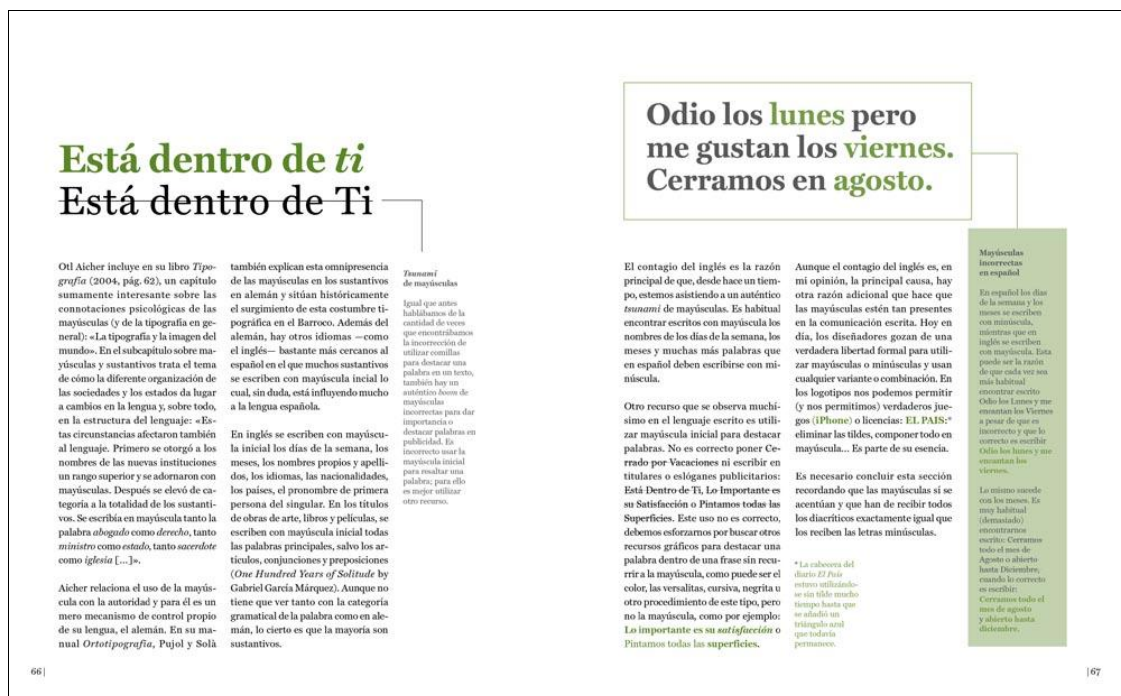 Está dentro de ti
Está dentro de Ti
Otl Aicher incluye en su libro Tipo-
grafía (2004, pág. 62), un capítulo
sumamente interesante sobre las
connotaciones psicológicas de las
mayúsculas (y de la tipografía en ge-
neral): «La tipografía y la imagen del
mundo». En el subcapítulo sobre ma-
yúsculas y sustantivos trata el tema
de cómo la diferente organización de
las sociedades y los estados da lugar
a cambios en la lengua y, sobre todo,
en la estructura del lenguaje: «Es-
tas circunstancias afectaron también
al lenguaje. Primero se otorgó a los
nombres de las nuevas instituciones
un rango superior y se adornaron con
mayúsculas. Después se elevó de ca-
tegoría a la totalidad de los sustanti-
vos. Se escribía en mayúscula tanto la
palabra abogado como derecho, tanto
ministro como estado, tanto sacerdote
como iglesia [...]».
Aicher relaciona el uso de la mayús-
cula con la autoridad y para él es un
mero mecanismo de control propio
de su lengua, el alemán. En su ma-
nual Ortotipografía, Pujol y Solà
también explican esta omnipresencia
de las mayúsculas en los sustantivos
en alemán y sitúan históricamente
el surgimiento de esta costumbre ti-
pográfica en el Barroco. Además del
alemán, hay otros idiomas —como
el inglés— bastante más cercanos al
español en el que muchos sustantivos
se escriben con mayúscula incial lo
cual, sin duda, está influyendo mucho
a la lengua española.
En inglés se escriben con mayúscu-
la inicial los días de la semana, los
meses, los nombres propios y apelli-
dos, los idiomas, las nacionalidades,
los países, el pronombre de primera
persona del singular. En los títulos
de obras de arte, libros y películas, se
escriben con mayúscula inicial todas
las palabras principales, salvo los ar-
tículos, conjunciones y preposiciones
(One Hundred Years of Solitude by
Gabriel García Márquez). Aunque no
tiene que ver tanto con la categoría
gramatical de la palabra como en ale-
mán, lo cierto es que la mayoría son
sustantivos.
Tsunami
de mayúsculas
Igual que antes
hablábamos de la
cantidad de veces
que encontrábamos
la incorrección de
utilizar comillas
para destacar una
palabra en un texto,
también hay un
auténtico boom de
mayúsculas
incorrectas para dar
importancia o
destacar palabras en
publicidad. Es
incorrecto usar la
mayúscula inicial
para resaltar una
palabra; para ello
es mejor utilizar
otro recurso.
66|
Odio los lunes pero
me gustan los viernes.
Cerramos en agosto.
El contagio del inglés es la razón
principal de que, desde hace un tiem-
po, estemos asistiendo a un auténtico
tsunami de mayúsculas. Es habitual
encontrar escritos con mayúscula los
nombres de los días de la semana, los
meses y muchas más palabras que
en español deben escribirse con mi-
núscula.
Otro recurso que se observa muchí-
simo en el lenguaje escrito es utili-
zar mayúscula inicial para destacar
palabras. No es correcto poner Ce-
rrado por Vacaciones ni escribir en
titulares o eslóganes publicitarios:
Está Dentro de Ti, Lo Importante es
su Satisfacción o Pintamos todas las
Superficies. Este uso no es correcto,
debemos esforzarnos por buscar otros
recursos gráficos para destacar una
palabra dentro de una frase sin recu-
rrir a la mayúscula, como puede ser el
color, las versalitas, cursiva, negrita u
otro procedimiento de este tipo, pero
no la mayúscula, como por ejemplo:
Lo importante es su satisfacción o
Pintamos todas las superficies.
Aunque el contagio del inglés es, en
mi opinión, la principal causa, hay
otra razón adicional que hace que
las mayúsculas estén tan presentes
en la comunicación escrita. Hoy en
día, los diseñadores gozan de una
verdadera libertad formal para utili-
zar mayúsculas o minúsculas y usan
cualquier variante o combinación. En
los logotipos nos podemos permitir
(y nos permitimos) verdaderos jue-
gos (iPhone) o licencias: EL PAIS:*
eliminar las tildes, componer todo en
mayúscula... Es parte de su esencia.
Es necesario concluir esta sección
recordando que las mayúsculas sí se
acentúan y que han de recibir todos
los diacríticos exactamente igual que
los reciben las letras minúsculas.
* La cabecera del
diario El País
estuvo utilizándo-
se sin tilde mucho
tiempo hasta que
se añadió un
triángulo azul
que todavía
permanece.
Mayúsculas
incorrectas
en español
En español los días
de la semana y los
meses se escriben
con minúscula,
mientras que en
inglés se escriben
con mayúscula. Esta
puede ser la razón
de que cada vez sea
más habitual
encontrar escrito
Odio los Lunes y me
encantan los Viernes
a pesar de que es
incorrecto y que lo
correcto es escribir
Odio los lunes y me
encantan los
viernes.
Lo mismo sucede
con los meses. Es
muy habitual
(demasiado)
encontrarnos
escrito: Cerramos
todo el mes de
Agosto o abierto
hasta Diciembre,
cuando lo correcto
es escribir:
Cerramos todo el
mes de agosto
y abierto hasta
diciembre.
|67